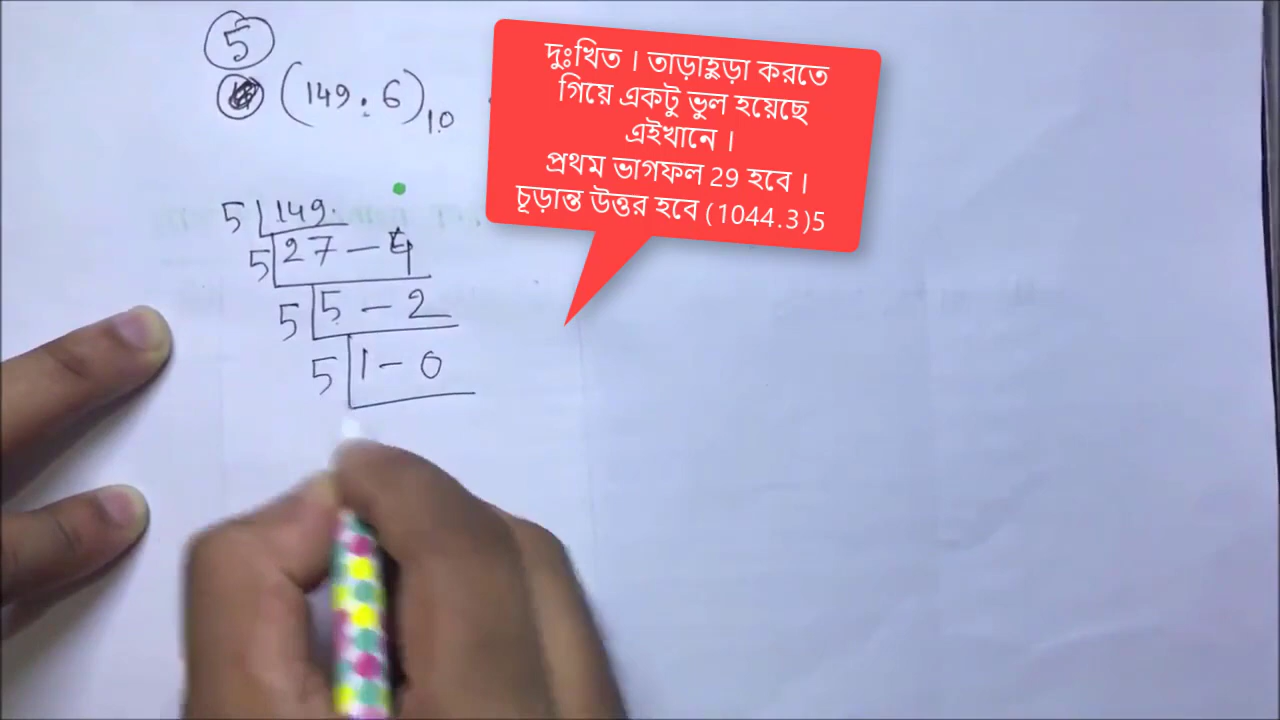 5
(149.6)10
দুঃখিত । তাড়াহুড়া করতে
গিয়ে একটু ভুল হয়েছে
এইখানে ।
প্রথম ভাগফল 29 হবে ।
চূড়ান্ত উত্তর হবে (1044.3)5
5 149.
5 27 - 4
5 5 - 2
5 1 - 0